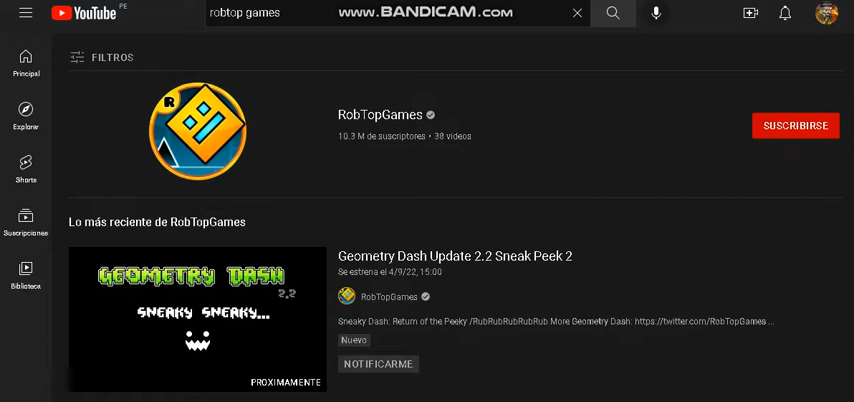 YouTube PE
robtop games
www.BANDICAM.com
Principal
Explorar
Shorts
Suscripciones
Biblioteca
FILTROS
R
RobTopGames
10.3 M de suscriptores • 38 videos
SUSCRIBIRSE
Lo más reciente de RobTopGames
GEOMETRY DASH
2.2
SNEAKY SNEAKY...
PROXIMAMENTE
Geometry Dash Update 2.2 Sneak Peek 2
Se estrena el 4/9/22, 15:00
RobTopGames
Sneaky Dash: Return of the Peeky /RubRubRubRubRub More Geometry Dash: https://twitter.com/RobTopGames ...
Nuevo
NOTIFICARME